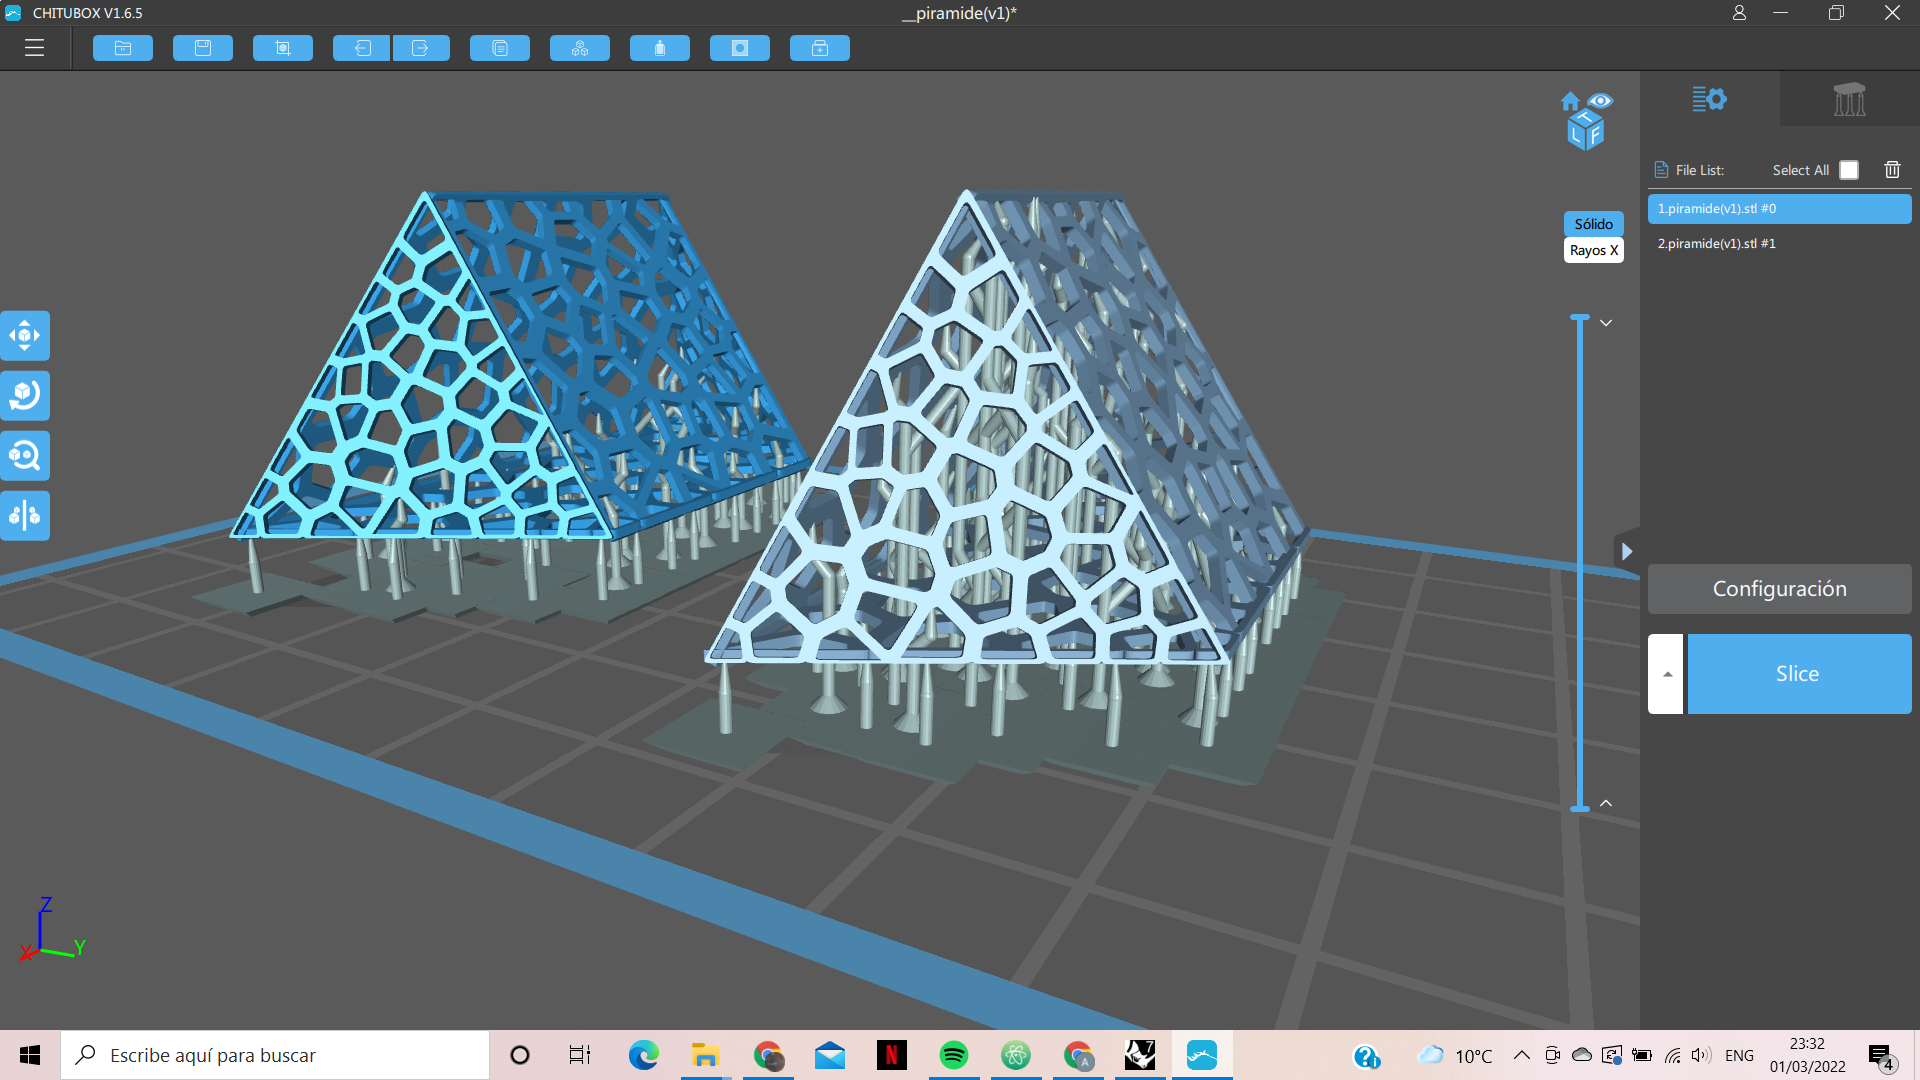 CHITUBOX V1.6.5
__piramide(v1)*
T
L F
File List:
Select All
1.piramide(v1).stl #0
2.piramide(v1).stl #1
Sólido
Rayos X
Configuración
Slice
Z
X
Y
Escribe aquí para buscar
N
A
7
10°C
ENG
23:32
01/03/2022
4